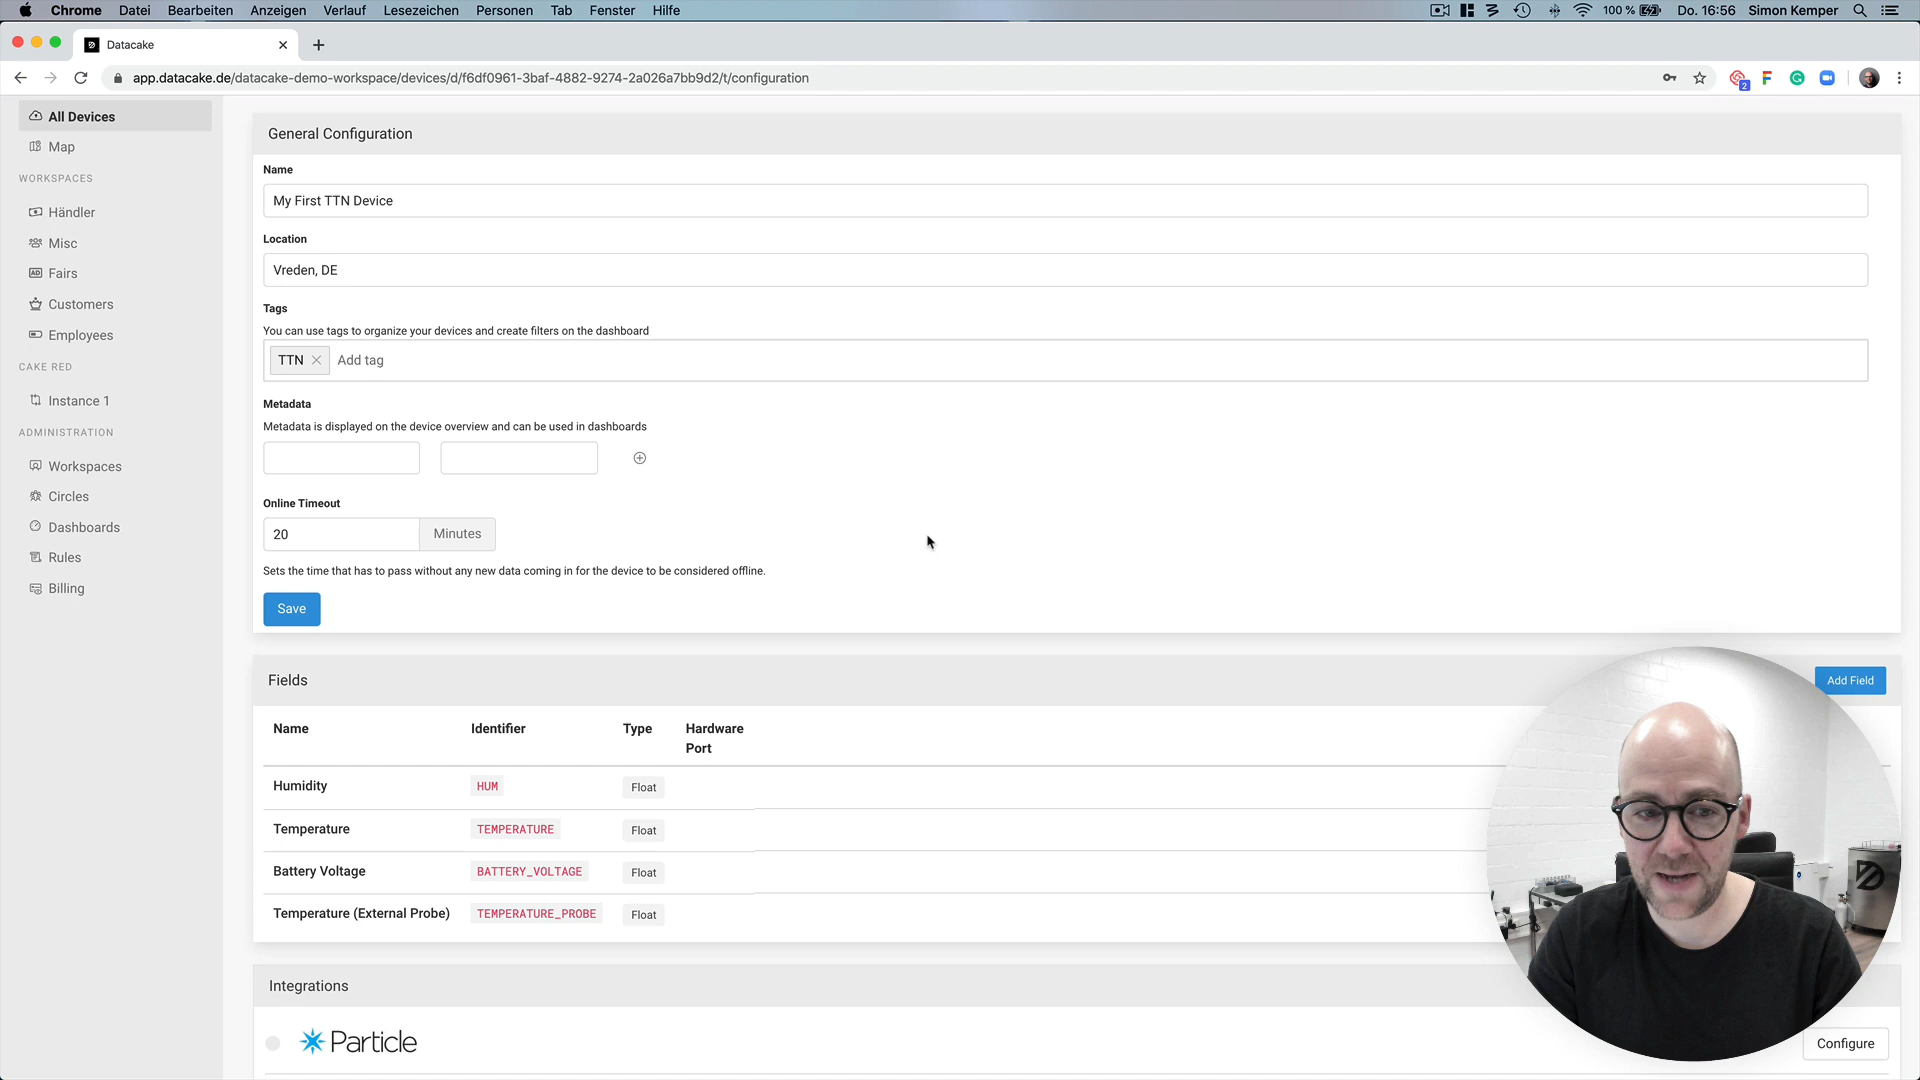 Chrome Datei Bearbeiten Anzeigen Verlauf Lesezeichen Personen Tab Fenster Hilfe 100 % Do. 16:56 Simon Kemper
Datacake
app.datacake.de/datacake-demo-workspace/devices/d/f6df0961-3baf-4882-9274-2a026a7bb9d2/t/configuration
2
All Devices
Map
WORKSPACES
Händler
Misc
AD Fairs
Customers
Employees
CAKE RED
Instance 1
ADMINISTRATION
Workspaces
Circles
Dashboards
Rules
Billing
General Configuration
Name
My First TTN Device
Location
Vreden, DE
Tags
You can use tags to organize your devices and create filters on the dashboard
TTN Add tag
Metadata
Metadata is displayed on the device overview and can be used in dashboards
Online Timeout
20 Minutes
Sets the time that has to pass without any new data coming in for the device to be considered offline.
Save
Fields Add Field
Name Identifier Type Hardware
Port
Humidity HUM Float
Temperature TEMPERATURE Float
Battery Voltage BATTERY_VOLTAGE Float
Temperature (External Probe) TEMPERATURE_PROBE Float
Integrations
Particle Configure